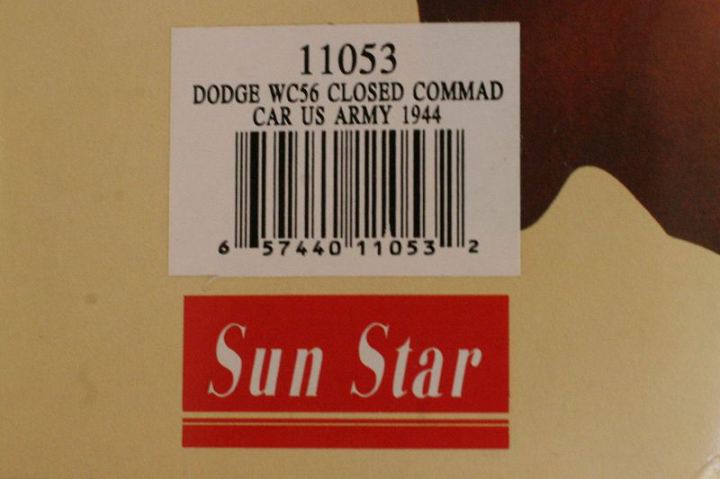 11053
DODGE WC56 CLOSED COMMAD
CAR US ARMY 1944
6 57440 11053 2
Sun Star